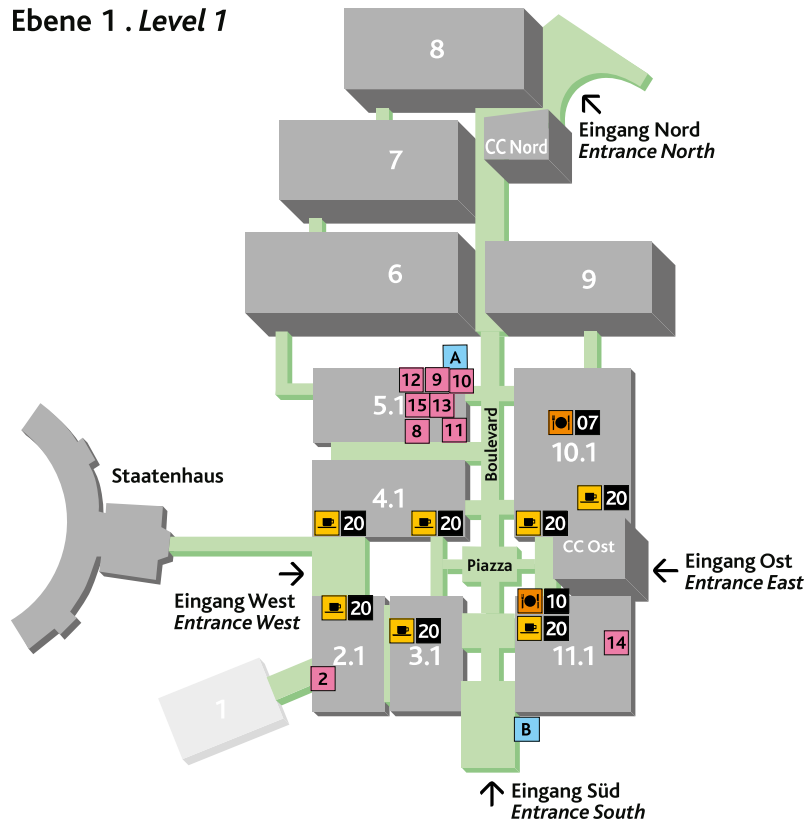 Ebene 1 . Level 1
8
Eingang Nord
Entrance North
CC Nord
7
6
9
A
12 9 10
5.1 15 13
8 11
Boulevard
07
10.1
Staatenhaus
4.1
20
20
20
20
CC Ost
Piazza
Eingang Ost
Entrance East
Eingang West
Entrance West
20
10
20
20
14
2.1
3.1
11.1
2
1
B
Eingang Süd
Entrance South